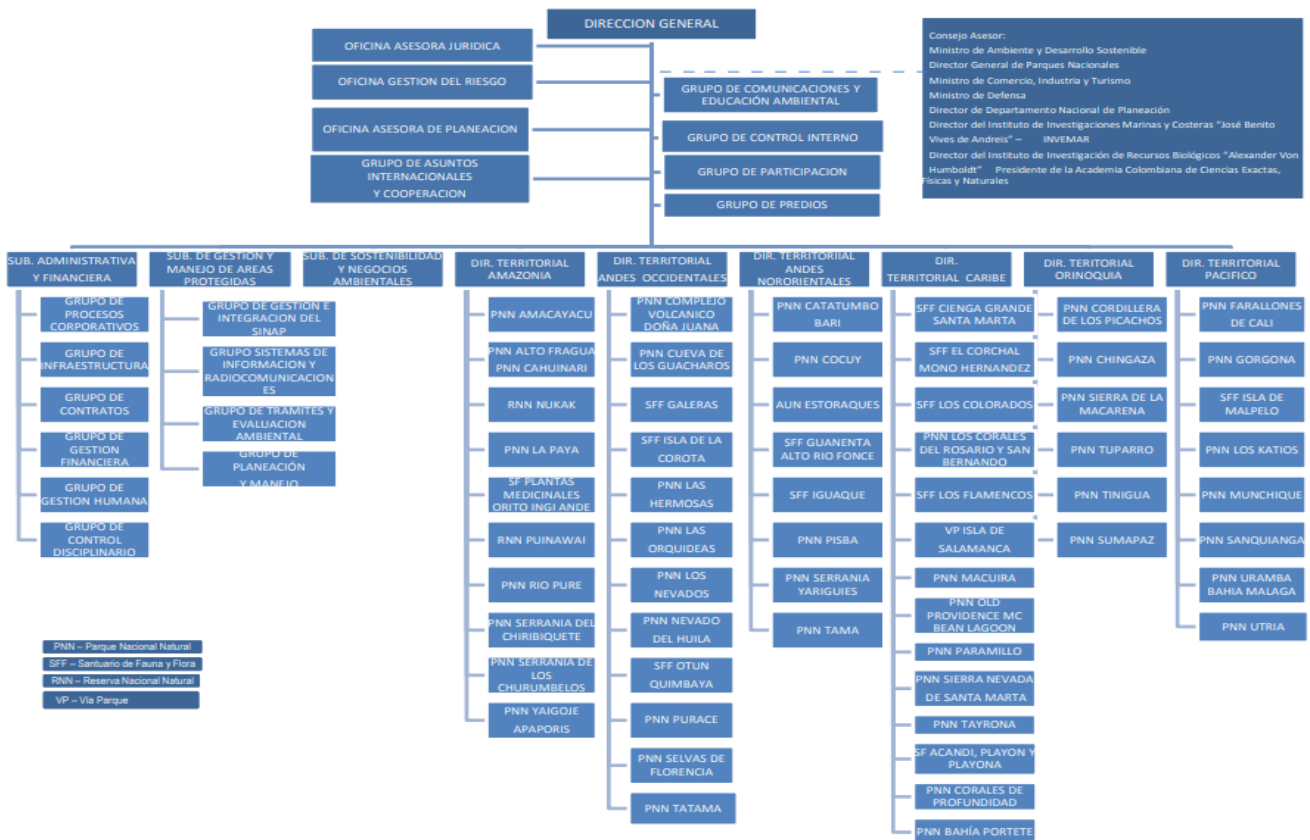 DIRECCION GENERAL
OFICINA ASESORA JURIDICA
OFICINA GESTION DEL RIESGO
OFICINA ASESORA DE PLANEACION
GRUPO DE ASUNTOS
INTERNACIONALES
Y COOPERACION
GRUPO DE COMUNICACIONES Y
EDUCACIÓN AMBIENTAL
GRUPO DE CONTROL INTERNO
GRUPO DE PARTICIPACION
GRUPO DE PREDIOS
Consejo Asesor:
Ministro de Ambiente y Desarrollo Sostenible
Director General de Parques Nacionales
Ministro de Comercio, Industria y Turismo
Ministro de Defensa
Director de Departamento Nacional de Planeación
Director del Instituto de Investigaciones Marinas y Costeras "José Benito
Vives de Andreis" – INVEMAR
Director del Instituto de Investigación de Recursos Biológicos "Alexander Von
Humboldt" Presidente de la Academia Colombiana de Ciencias Exactas,
Físicas y Naturales
SUB. ADMINISTRATIVA
Y FINANCIERA
GRUPO DE
PROCESOS
CORPORATIVOS
GRUPO DE
INFRAESTRUCTURA
GRUPO DE
CONTRATOS
GRUPO DE
GESTION
FINANCIERA
GRUPO DE
GESTION HUMANA
GRUPO DE
CONTROL
DISCIPLINARIO
SUB. DE GESTION Y
MANEJO DE AREAS
PROTEGIDAS
GRUPO DE GESTION E
INTEGRACION DEL
SINAP
GRUPO SISTEMAS DE
INFORMACION Y
RADIOCOMUNICACION
ES
GRUPO DE TRAMITES Y
EVALUACION
AMBIENTAL
GRUPO DE
PLANEACIÓN
Y MANEJO
SUB. DE SOSTENIBILIDAD
Y NEGOCIOS
AMBIENTALES
DIR. TERRITORIAL
AMAZONIA
PNN AMACAYACU
PNN ALTO FRAGUA
PNN CAHUINARI
RNN NUKAK
PNN LA PAYA
SF PLANTAS
MEDICINALES
ORITO INGI ANDE
RNN PUINAWAI
PNN RIO PURE
PNN SERRANIA DEL
CHIRIBIQUETE
PNN SERRANIA DE
LOS
CHURUMBELOS
PNN YAIGOJE
APAPORIS
DIR. TERRITORIAL
ANDES OCCIDENTALES
PNN COMPLEJO
VOLCANICO
DOÑA JUANA
PNN CUEVA DE
LOS GUACHAROS
SFF GALERAS
SFF ISLA DE LA
COROTA
PNN LAS
HERMOSAS
PNN LAS
ORQUIDEAS
PNN LOS
NEVADOS
PNN NEVADO
DEL HUILA
SFF OTUN
QUIMBAYA
PNN PURACE
PNN SELVAS DE
FLORENCIA
PNN TATAMA
DIR. TERRITORIIAL
ANDES
NORORIENTALES
PNN CATATUMBO
BARI
PNN COCUY
AUN ESTORAQUES
SFF GUANENTA
ALTO RIO FONCE
SFF IGUAQUE
PNN PISBA
PNN SERRANIA
YARIGUIES
PNN TAMA
DIR.
TERRITORIAL CARIBE
SFF CIENGA GRANDE
SANTA MARTA
SFF EL CORCHAL
MONO HERNANDEZ
SFF LOS COLORADOS
PNN LOS CORALES
DEL ROSARIO Y SAN
BERNANDO
SFF LOS FLAMENCOS
VP ISLA DE
SALAMANCA
PNN MACUIRA
PNN OLD
PROVIDENCE MC
BEAN LAGOON
PNN PARAMILLO
PNN SIERRA NEVADA
DE SANTA MARTA
PNN TAYRONA
SF ACANDI, PLAYON Y
PLAYONA
PNN CORALES DE
PROFUNDIDAD
PNN BAHÍA PORTETE
DIR. TERITORIAL
ORINOQUIA
PNN CORDILLERA
DE LOS PICACHOS
PNN CHINGAZA
PNN SIERRA DE LA
MACARENA
PNN TUPARRO
PNN TINIGUA
PNN SUMAPAZ
DIR. TERRITORIAL
PACIFICO
PNN FARALLONES
DE CALI
PNN GORGONA
SFF ISLA DE
MALPELO
PNN LOS KATIOS
PNN MUNCHIQUE
PNN SANQUIANGA
PNN URAMBA
BAHIA MALAGA
PNN UTRIA
PNN – Parque Nacional Natural
SFF – Santuario de Fauna y Flora
RNN – Reserva Nacional Natural
VP – Via Parque